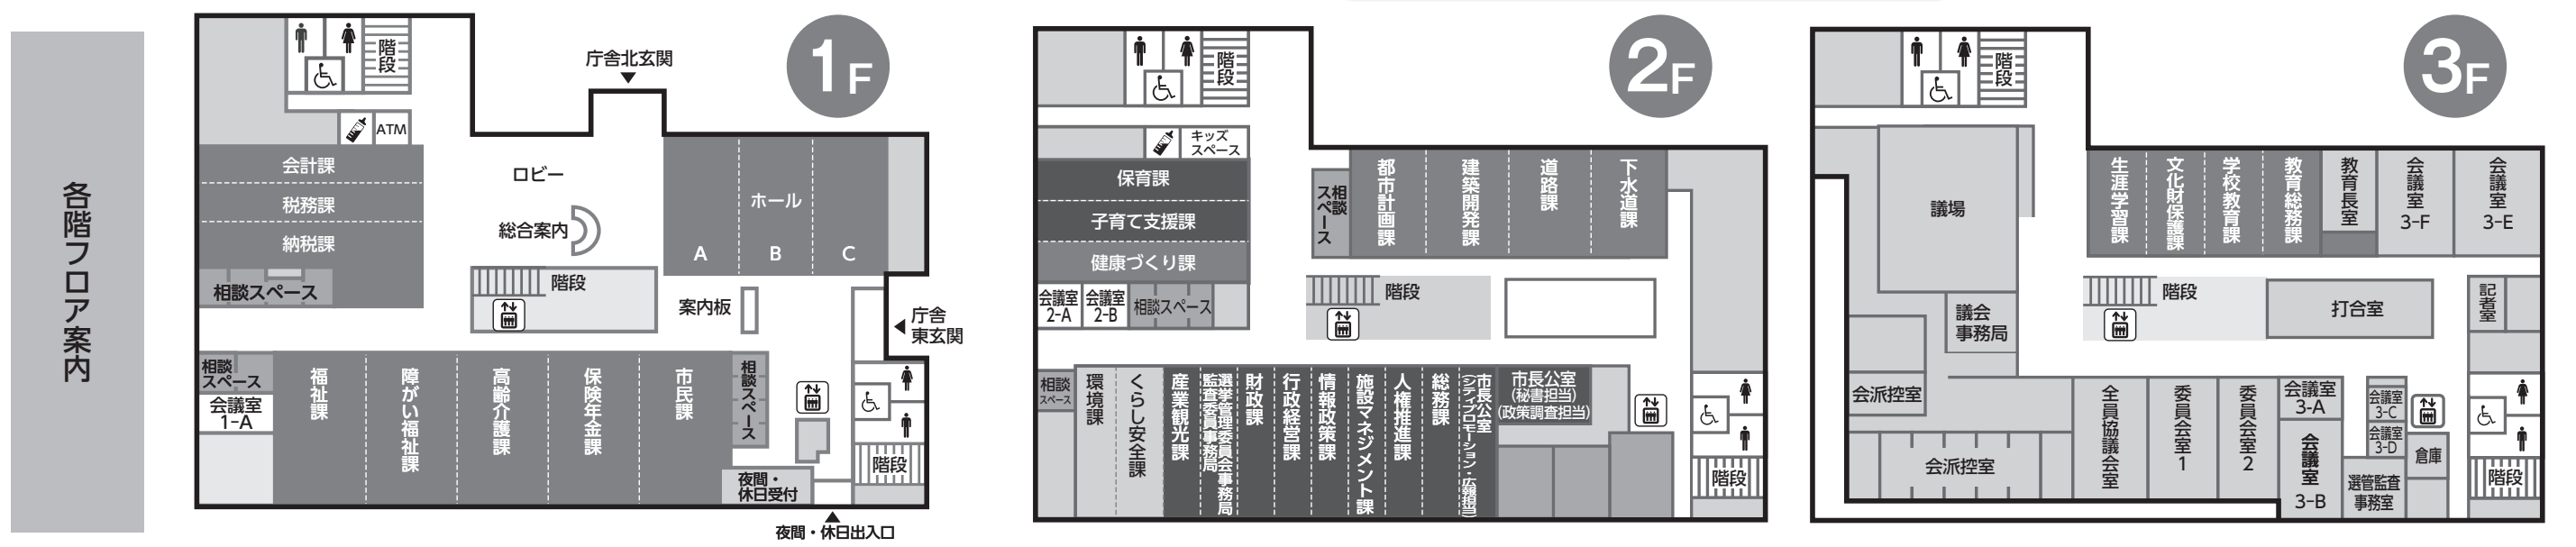 各階フロア案内
1F
階段
ATM
会計課
税務課
納税課
相談スペース
庁舎北玄関
ロビー
総合案内
階段
ホール
A
B
C
案内板
庁舎
東玄関
相談
スペース
会議室
1-A
福祉課
障がい福祉課
高齢介護課
保険年金課
市民課
相談スペース
夜間・
休日受付
階段
夜間・休日出入口
2F
階段
キッズ
スペース
保育課
子育て支援課
健康づくり課
会議室
2-A
会議室
2-B
相談スペース
相談
スペース
都市計画課
建築開発課
道路課
下水道課
階段
相談
スペース
環境課
くらし安全課
産業観光課
選挙管理委員会事務局
監査委員事務局
財政課
行政経営課
情報政策課
施設マネジメント課
人権推進課
総務課
市長公室
(シティプロモーション・広報担当)
市長公室
(秘書担当)
(政策調査担当)
階段
3F
階段
議場
議会
事務局
会派控室
会派控室
生涯学習課
文化財保護課
学校教育課
教育総務課
教育長室
会議室
3-F
会議室
3-E
階段
打合室
記者室
全員協議会室
委員会室1
委員会室2
会議室
3-A
会議室
3-B
会議室
3-C
会議室
3-D
選管監査
事務室
倉庫
階段